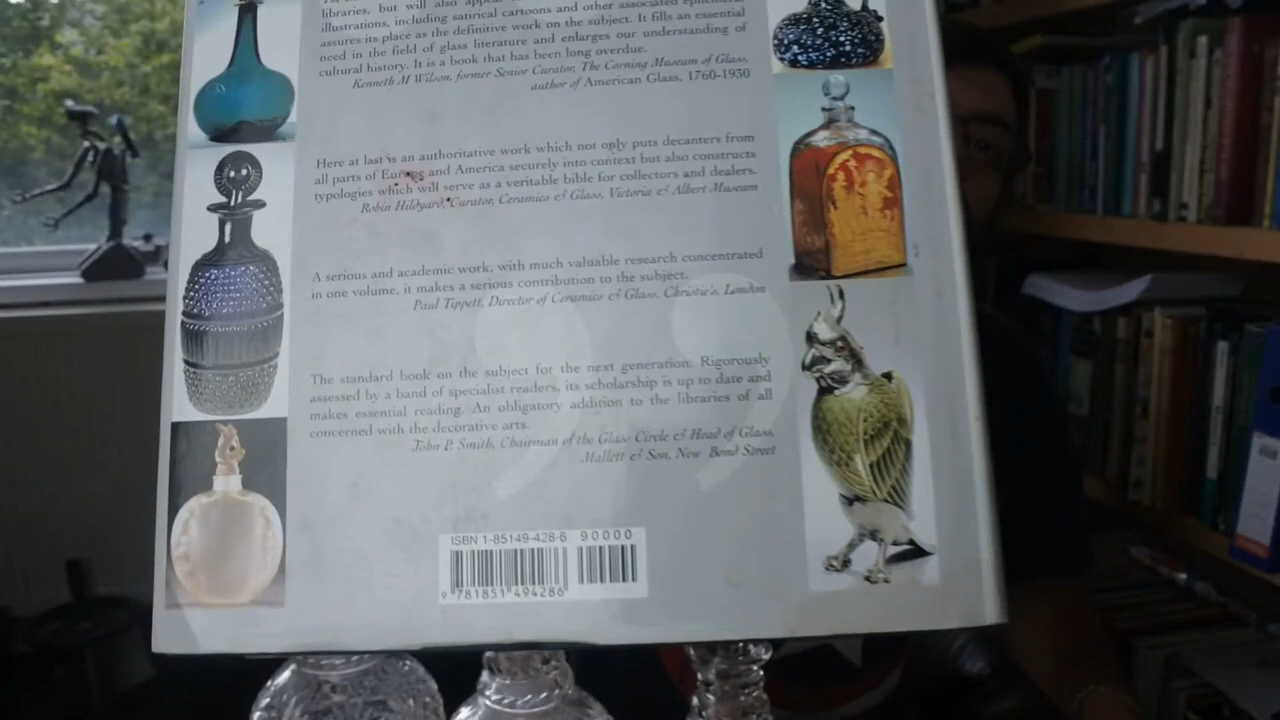 libraries, but will also appear
illustrations, including satirical cartoons and other associated ephemera,
assures its place as the definitive work on the subject. It fills an essential
need in the field of glass literature and enlarges our understanding of
cultural history. It is a book that has been long overdue.
Kenneth M Wilson, former Senior Curator, The Corning Museum of Glass,
author of American Glass, 1760-1930
Here at last is an authoritative work which not only puts decanters from
all parts of Europe and America securely into context but also constructs
typologies which will serve as a veritable bible for collectors and dealers.
Robin Hildyard, Curator, Ceramics & Glass, Victoria & Albert Museum
A serious and academic work, with much valuable research concentrated
in one volume, it makes a serious contribution to the subject.
Paul Tippett, Director of Ceramics & Glass, Christie's, London
The standard book on the subject for the next generation. Rigorously
assessed by a band of specialist readers, its scholarship is up to date and
makes essential reading. An obligatory addition to the libraries of all
concerned with the decorative arts.
John P. Smith, Chairman of the Glass Circle & Head of Glass,
Mallett & Son, New Bond Street
ISBN 1-85149-428-6 90000
9 781851 494286